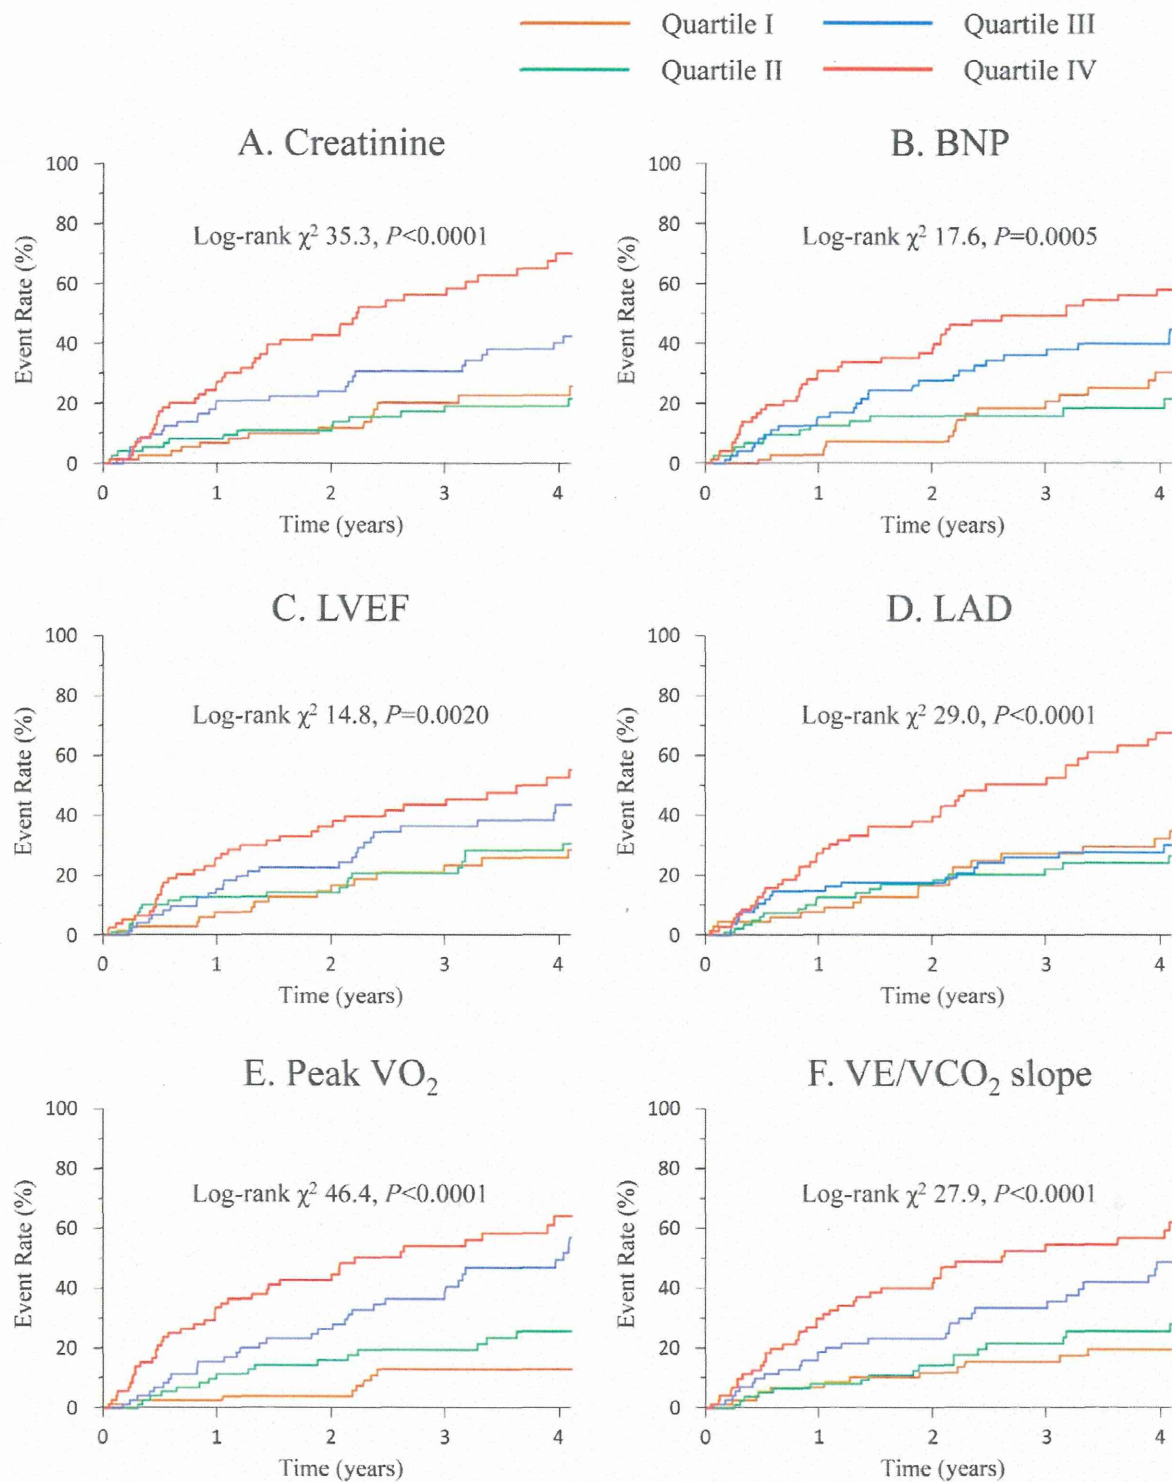 Quartile I Quartile III
Quartile II Quartile IV
A. Creatinine
100
80
60
40
20
0
Event Rate (%)
Log-rank χ² 35.3, P<0.0001
0 1 2 3 4
Time (years)
B. BNP
100
80
60
40
20
0
Event Rate (%)
Log-rank χ² 17.6, P=0.0005
0 1 2 3 4
Time (years)
C. LVEF
100
80
60
40
20
0
Event Rate (%)
Log-rank χ² 14.8, P=0.0020
0 1 2 3 4
Time (years)
D. LAD
100
80
60
40
20
0
Event Rate (%)
Log-rank χ² 29.0, P<0.0001
0 1 2 3 4
Time (years)
E. Peak VO₂
100
80
60
40
20
0
Event Rate (%)
Log-rank χ² 46.4, P<0.0001
0 1 2 3 4
Time (years)
F. VE/VCO₂ slope
100
80
60
40
20
0
Event Rate (%)
Log-rank χ² 27.9, P<0.0001
0 1 2 3 4
Time (years)